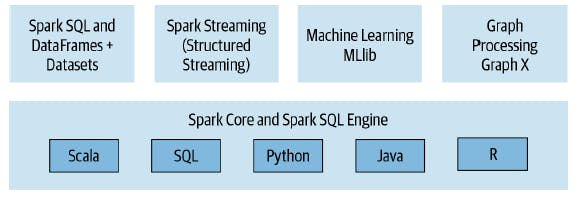 Spark SQL and
DataFrames +
Datasets
Spark Streaming
(Structured
Streaming)
Machine Learning
MLlib
Graph
Processing
Graph X
Spark Core and Spark SQL Engine
Scala
SQL
Python
Java
R